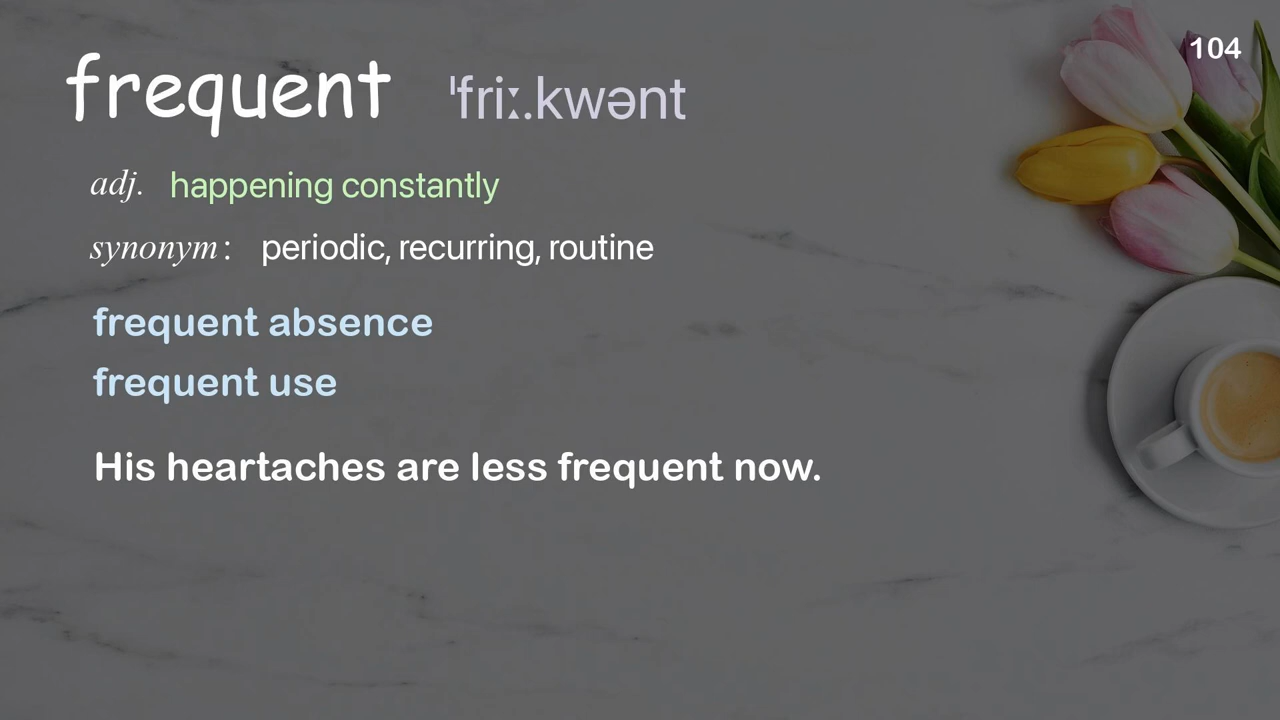 104
frequent ˈfriː.kwənt
adj. happening constantly
synonym: periodic, recurring, routine
frequent absence
frequent use
His heartaches are less frequent now.